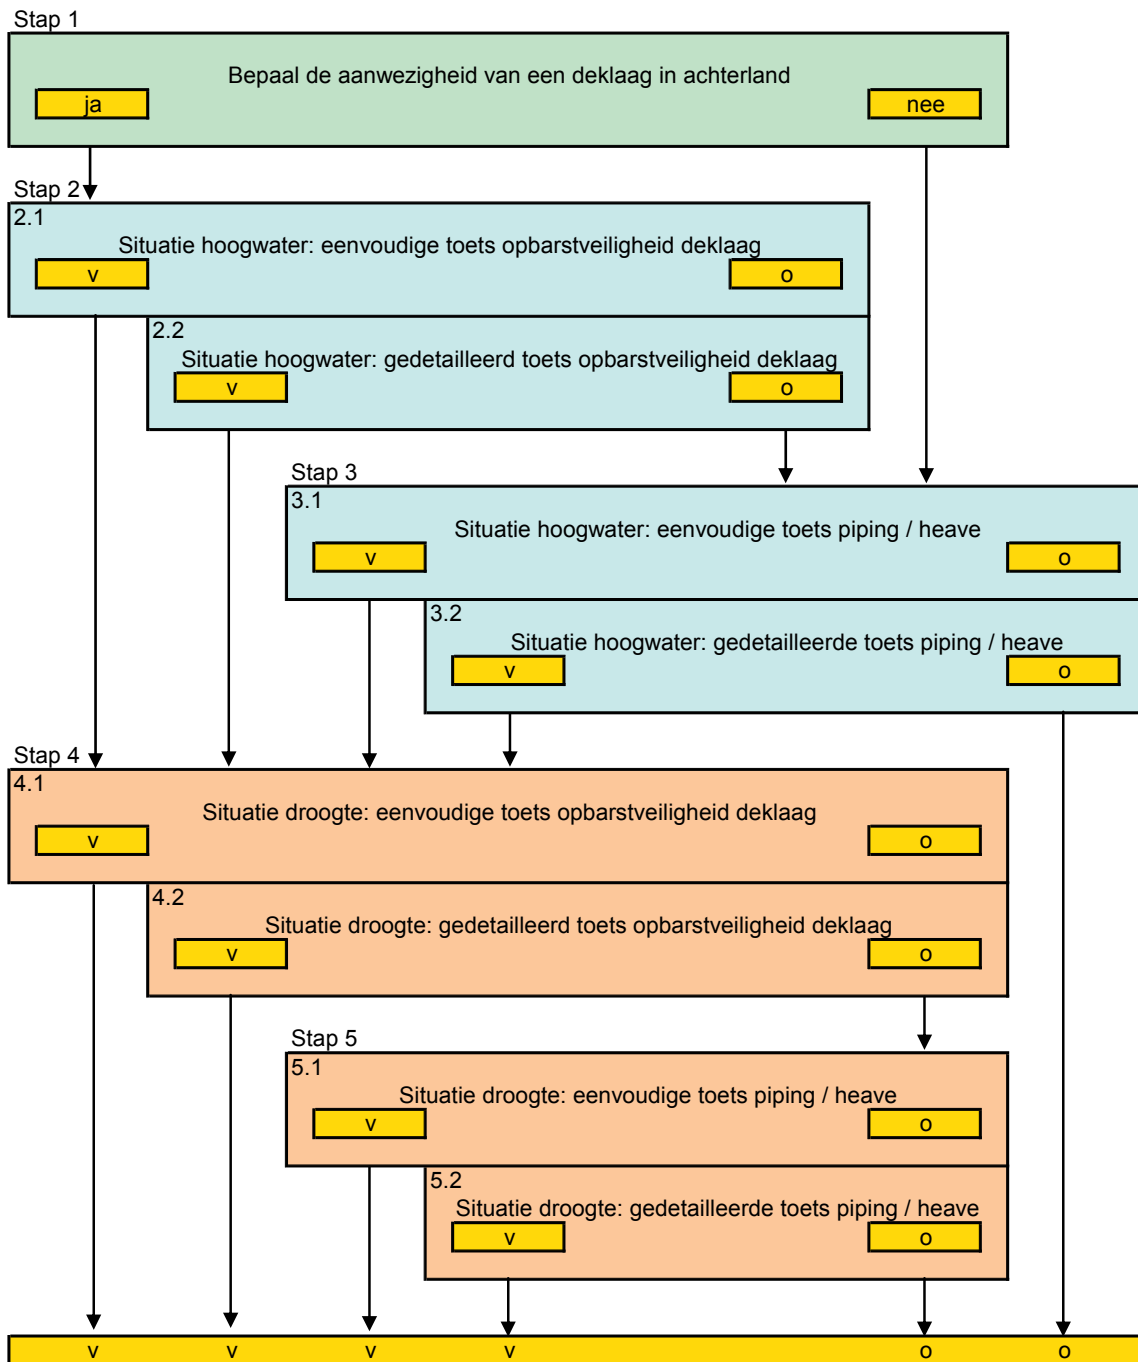 Stap 1
Bepaal de aanwezigheid van een deklaag in achterland
ja nee
Stap 2
2.1
Situatie hoogwater: eenvoudige toets opbarstveiligheid deklaag
v o
2.2
Situatie hoogwater: gedetailleerd toets opbarstveiligheid deklaag
v o
Stap 3
3.1
Situatie hoogwater: eenvoudige toets piping / heave
v o
3.2
Situatie hoogwater: gedetailleerde toets piping / heave
v o
Stap 4
4.1
Situatie droogte: eenvoudige toets opbarstveiligheid deklaag
v o
4.2
Situatie droogte: gedetailleerd toets opbarstveiligheid deklaag
v o
Stap 5
5.1
Situatie droogte: eenvoudige toets piping / heave
v o
5.2
Situatie droogte: gedetailleerde toets piping / heave
v o
v v v v o o